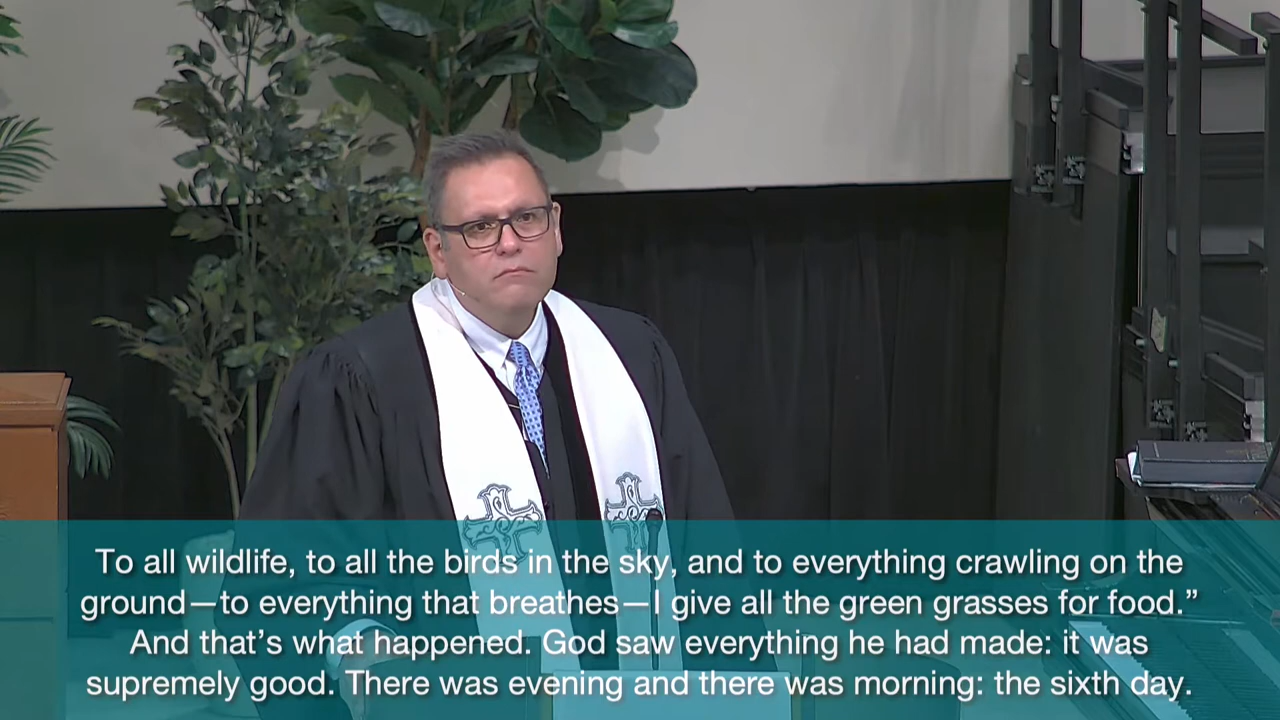 To all wildlife, to all the birds in the sky, and to everything crawling on the
ground—to everything that breathes—I give all the green grasses for food.”
And that’s what happened. God saw everything he had made: it was
supremely good. There was evening and there was morning: the sixth day.